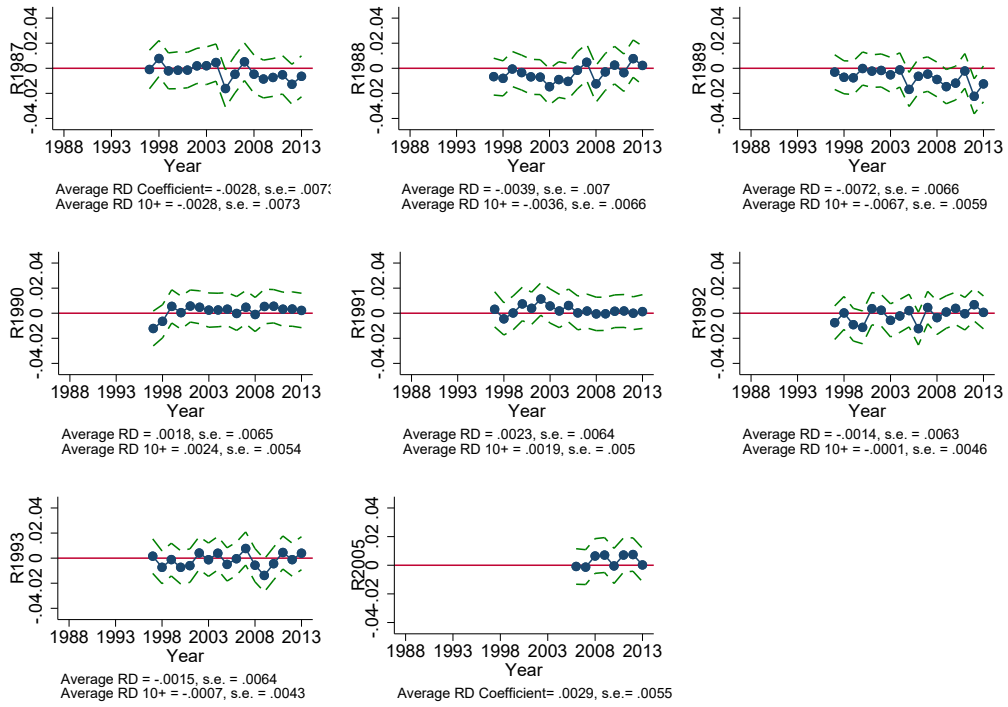 R1987
-.04.02 0 .02.04
1988 1993 1998 2003 2008 2013
Year
Average RD Coefficient= -.0028, s.e.= .0073
Average RD 10+ = -.0028, s.e. = .0073
R1988
-.04.02 0 .02.04
1988 1993 1998 2003 2008 2013
Year
Average RD = -.0039, s.e. = .007
Average RD 10+ = -.0036, s.e. = .0066
R1989
-.04.02 0 .02.04
1988 1993 1998 2003 2008 2013
Year
Average RD = -.0072, s.e. = .0066
Average RD 10+ = -.0067, s.e. = .0059
R1990
-.04.02 0 .02.04
1988 1993 1998 2003 2008 2013
Year
Average RD = .0018, s.e. = .0065
Average RD 10+ = .0024, s.e. = .0054
R1991
-.04.02 0 .02.04
1988 1993 1998 2003 2008 2013
Year
Average RD = .0023, s.e. = .0064
Average RD 10+ = .0019, s.e. = .005
R1992
-.04.02 0 .02.04
1988 1993 1998 2003 2008 2013
Year
Average RD = -.0014, s.e. = .0063
Average RD 10+ = -.0001, s.e. = .0046
R1993
-.04.02 0 .02.04
1988 1993 1998 2003 2008 2013
Year
Average RD = -.0015, s.e. = .0064
Average RD 10+ = -.0007, s.e. = .0043
R2005
-.04.02 0 .02.04
1988 1993 1998 2003 2008 2013
Year
Average RD Coefficient= .0029, s.e.= .0055